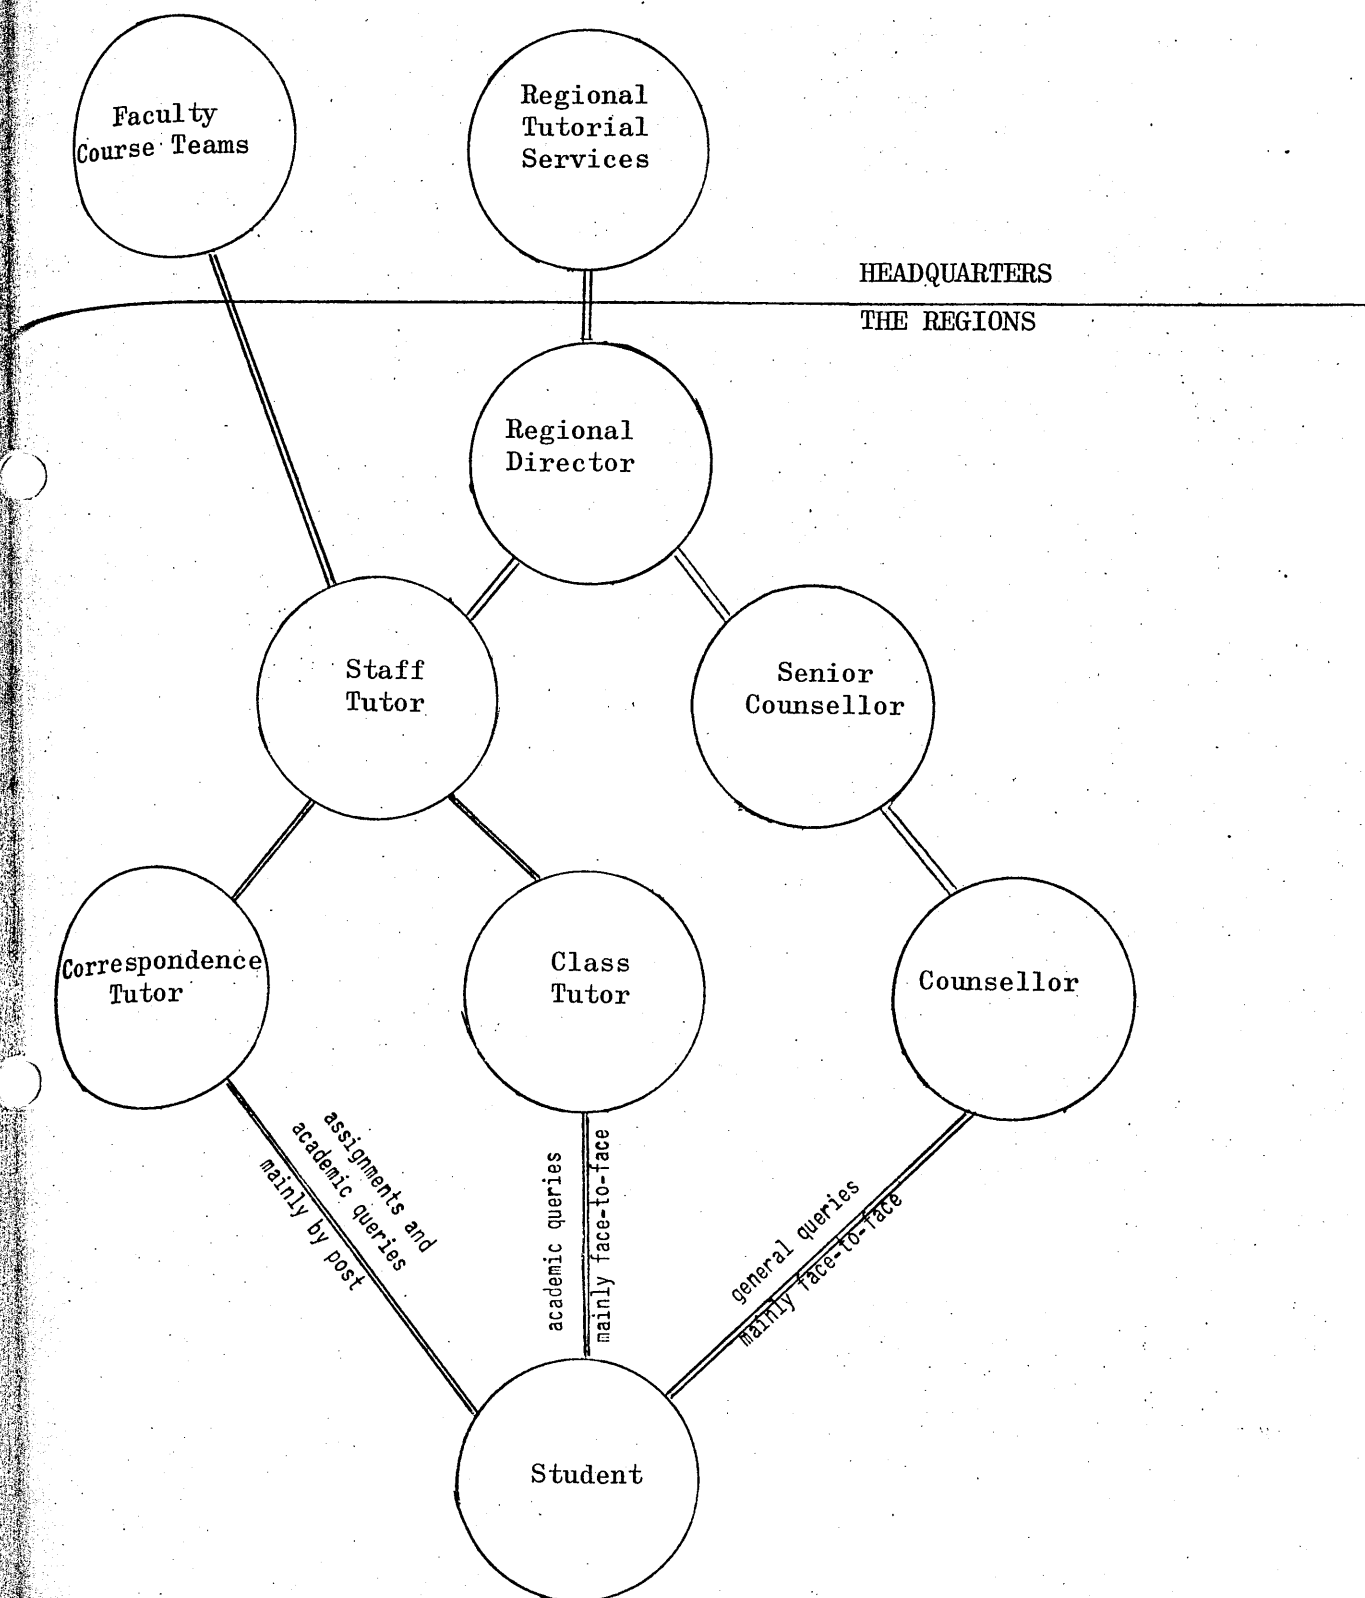 Faculty
Course Teams
Regional
Tutorial
Services
HEADQUARTERS
THE REGIONS
Regional
Director
Staff
Tutor
Senior
Counsellor
Correspondence
Tutor
Class
Tutor
Counsellor
assignments and
academic queries
mainly by post
academic queries
mainly face-to-face
general queries
mainly face-to-face
Student